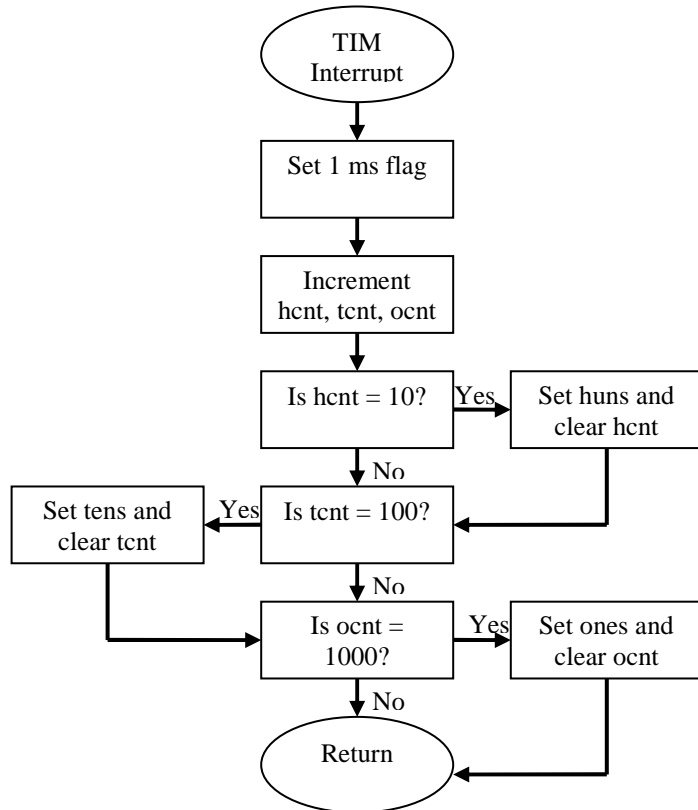 TIM
Interrupt
Set 1 ms flag
Increment
hcnt, tcnt, ocnt
Is hcnt = 10?
Yes
Set huns and
clear hcnt
No
Is tcnt = 100?
Yes
Set tens and
clear tcnt
No
Is ocnt =
1000?
Yes
Set ones and
clear ocnt
No
Return